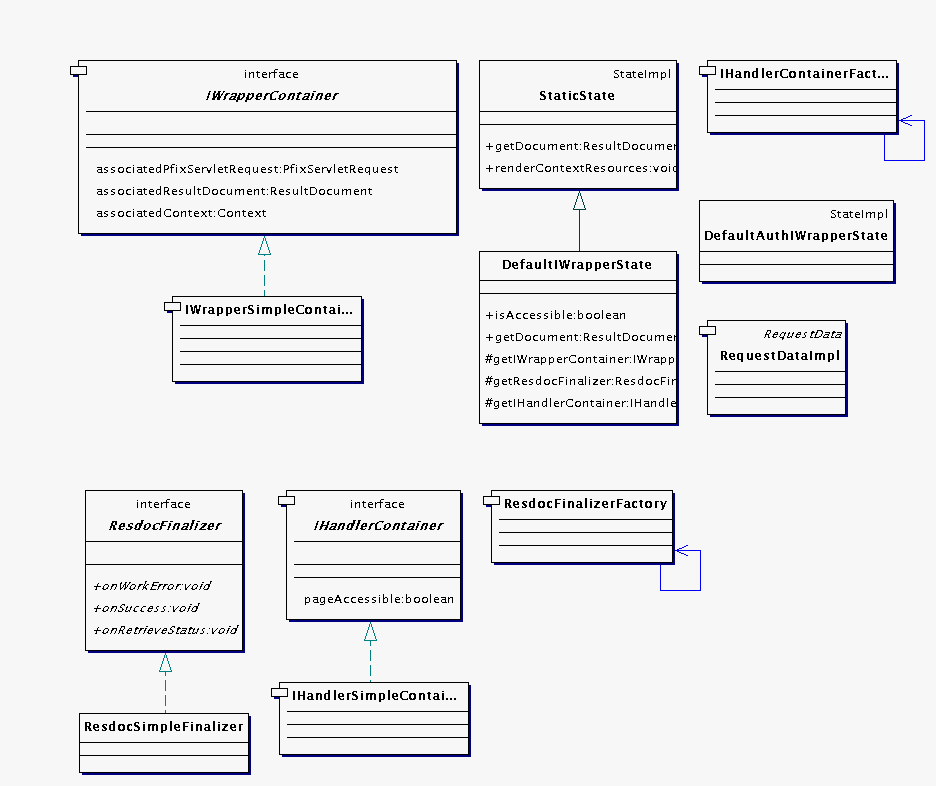 interface
IWrapperContainer
associatedPfixServletRequest:PfixServletRequest
associatedResultDocument:ResultDocument
associatedContext:Context
StateImpl
StaticState
+getDocument:ResultDocumen
+renderContextResources:void
IHandlerContainerFact...
IWrapperSimpleContai...
DefaultIWrapperState
+isAccessible:boolean
+getDocument:ResultDocumen
#getIWrapperContainer:IWrapp
#getResdocFinalizer:ResdocFin
#getIHandlerContainer:IHandle
StateImpl
DefaultAuthIWrapperState
RequestData
RequestDataImpl
interface
ResdocFinalizer
+onWorkError:void
+onSuccess:void
+onRetrieveStatus:void
interface
IHandlerContainer
pageAccessible:boolean
ResdocFinalizerFactory
ResdocSimpleFinalizer
IHandlerSimpleContai...